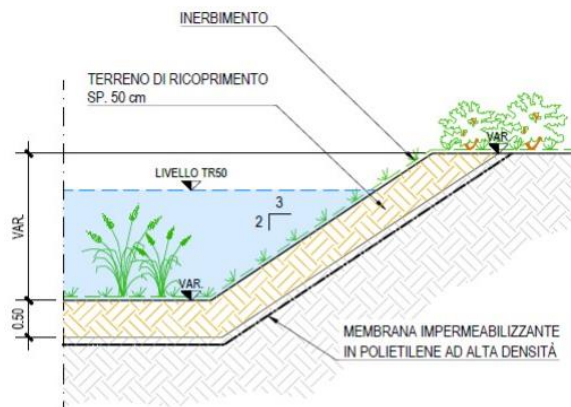 INERBIMENTO
TERRENO DI RICOPRIMENTO
SP. 50 cm
VAR.
LIVELLO TR50
3
2
VAR.
VAR.
0.50
MEMBRANA IMPERMEABILIZZANTE
IN POLIETILENE AD ALTA DENSITÁ